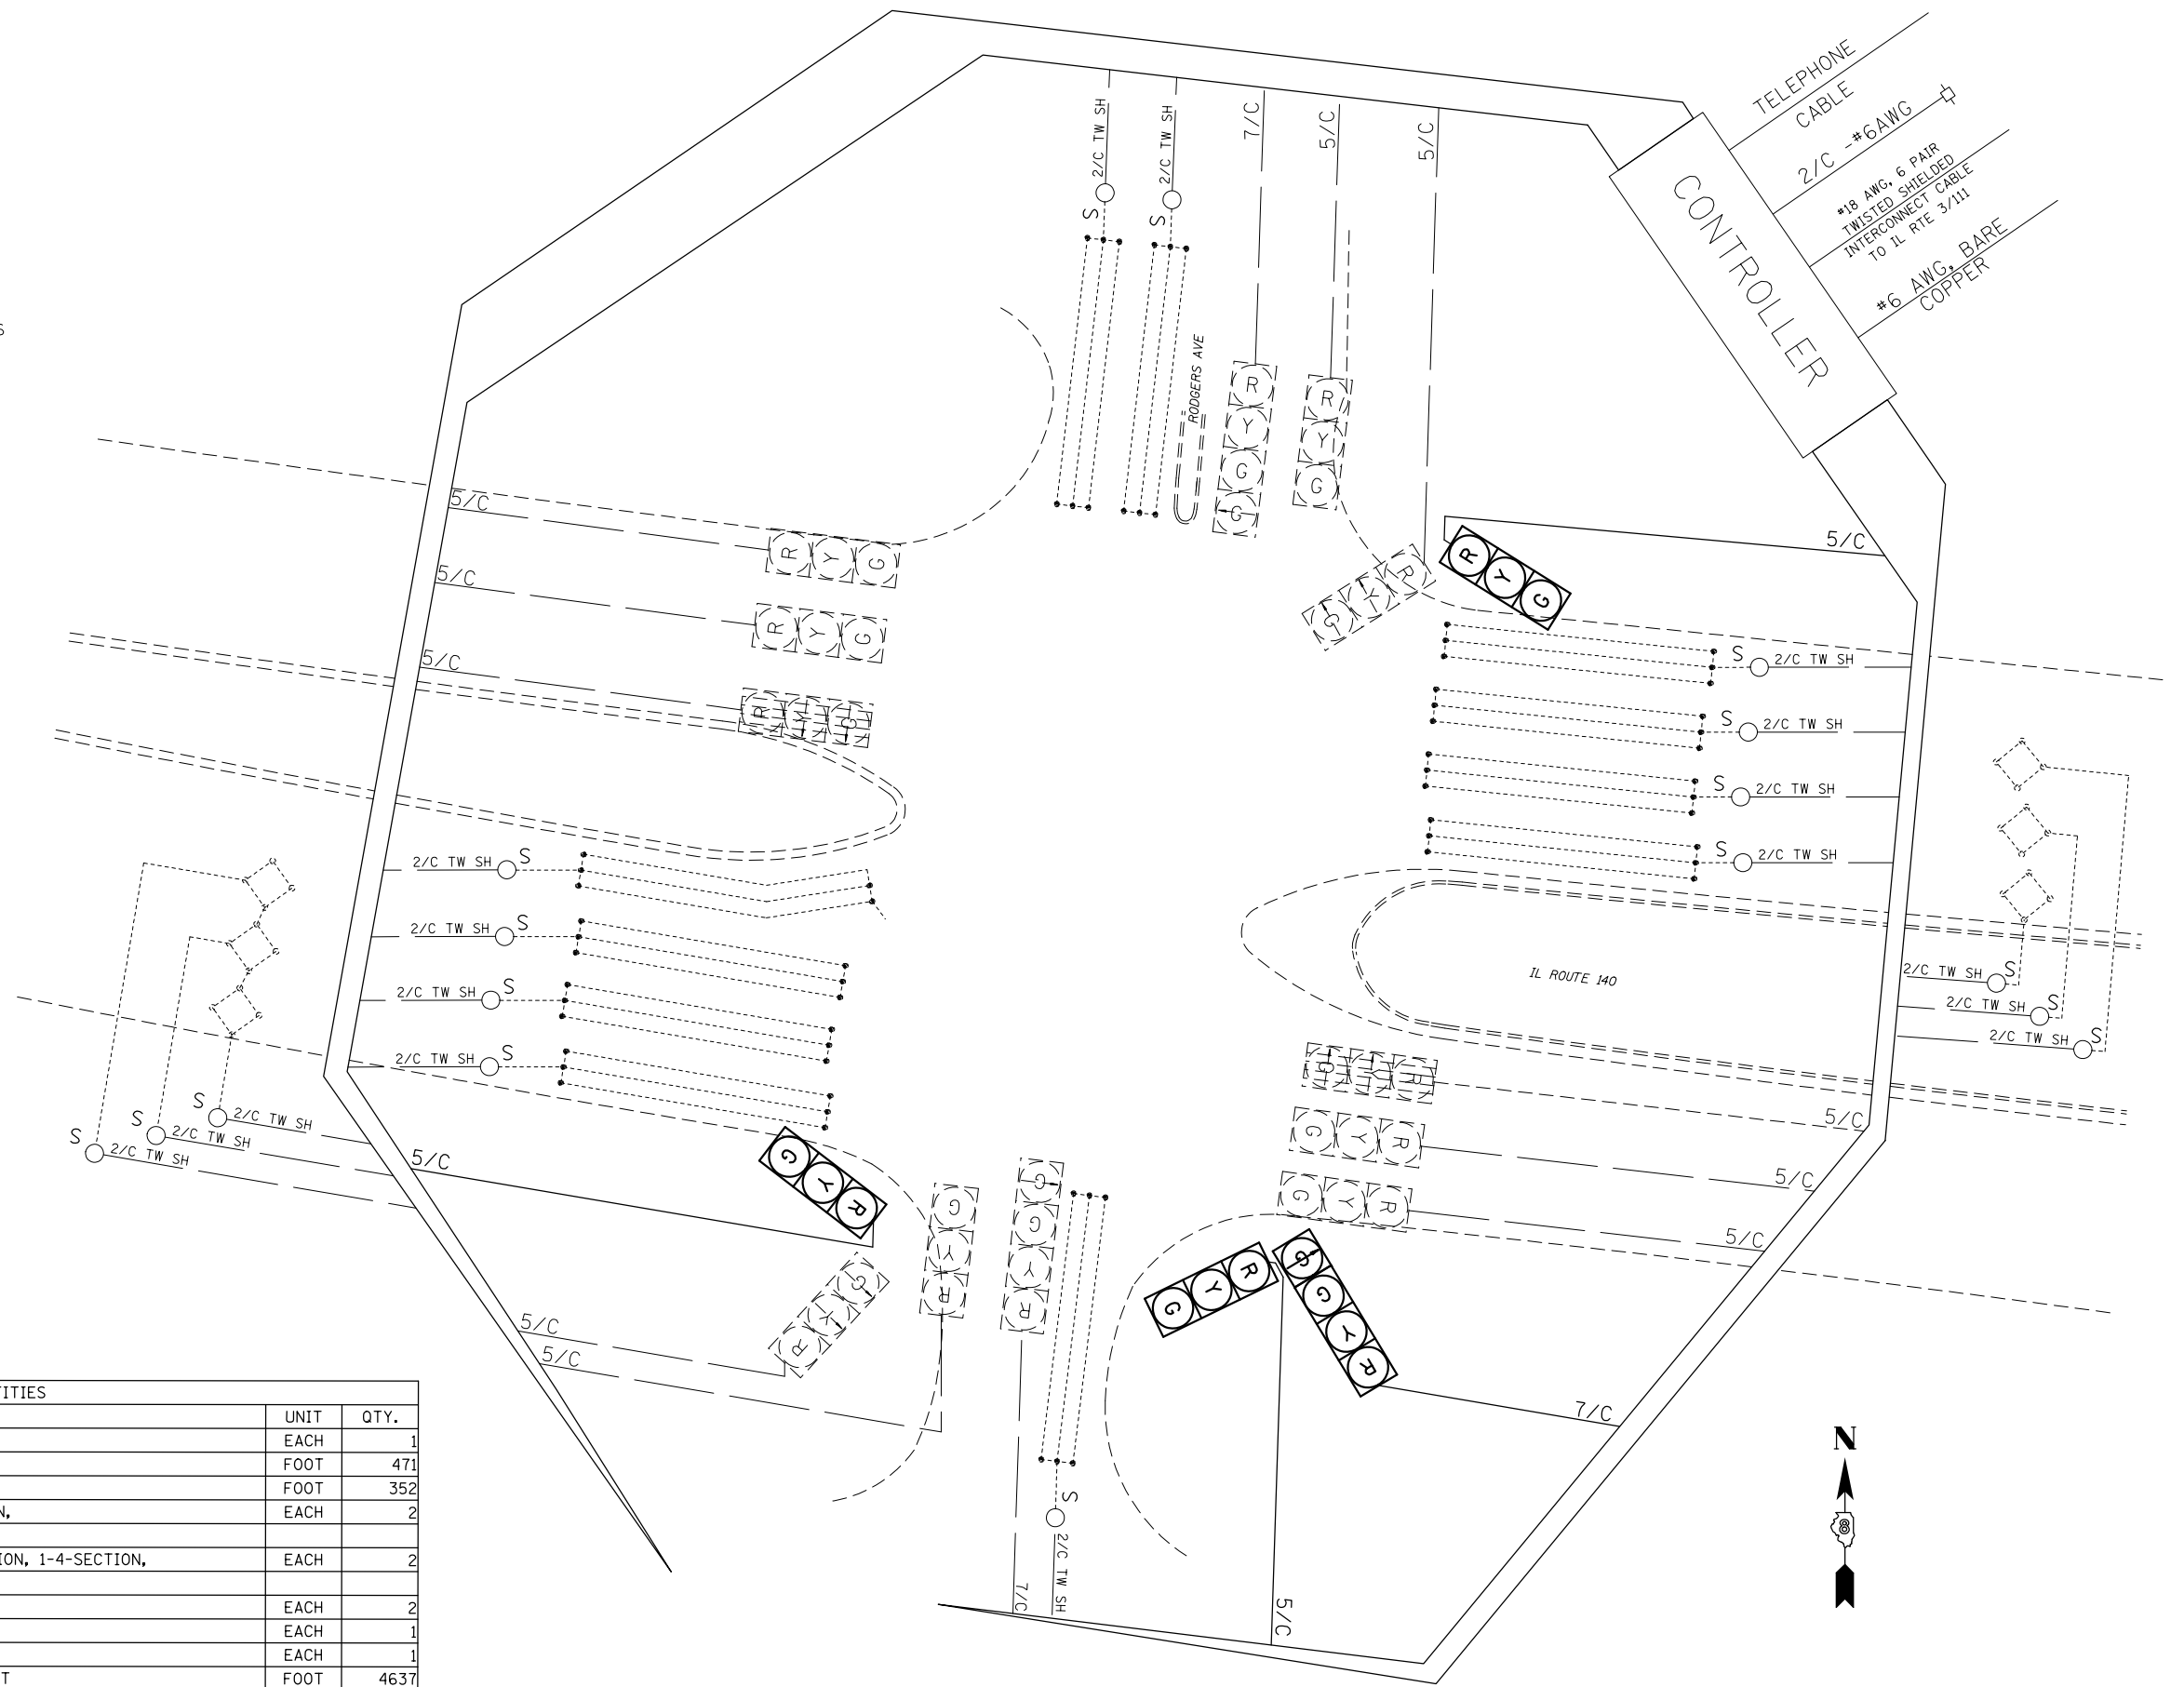 TELEPHONE
CABLE
2/C -#6AWG
#18 AWG, 6 PAIR
TWISTED SHIELDED
INTERCONNECT CABLE
TO IL RTE 3/111
#6 AWG, BARE
COPPER
CONTROLLER
2/C TW SH
S
2/C TW SH
S
7/C
5/C
5/C
S
RODGERS AVE
R
Y
G
G
R
Y
G
5/C
R Y G
5/C
R Y G
5/C
R Y G
R
Y
G
5/C
R Y G
S 2/C TW SH
S 2/C TW SH
S 2/C TW SH
S 2/C TW SH
2/C TW SH S
2/C TW SH S
2/C TW SH S
2/C TW SH S
IL ROUTE 140
2/C TW SH S
2/C TW SH S
2/C TW SH S
S 2/C TW SH
S 2/C TW SH
S 2/C TW SH
5/C
G Y R
G Y R
5/C
G Y R
5/C
G Y R
5/C
G
Y
R
G
G
Y
R
R Y G
5/C
5/C
G Y R
G
G
Y
R
7/C
S
2/C TW SH
7/C
5/C
N
8
TITIES
UNIT QTY.
EACH 1
FOOT 471
FOOT 352
N, EACH 2
ION, 1-4-SECTION, EACH 2
EACH 2
EACH 1
EACH 1
T FOOT 4637